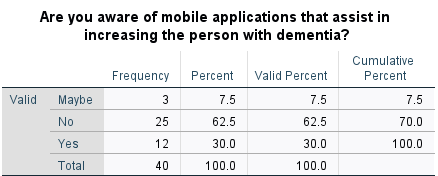 Are you aware of mobile applications that assist in
increasing the person with dementia?
Frequency Percent Valid Percent Cumulative Percent
Valid Maybe 3 7.5 7.5 7.5
No 25 62.5 62.5 70.0
Yes 12 30.0 30.0 100.0
Total 40 100.0 100.0